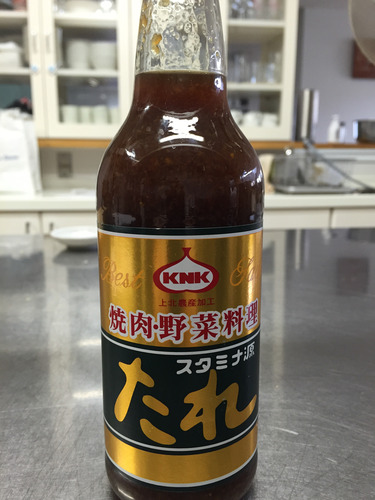 Best
KNK
上北農産加工
焼肉・野菜料理
スタミナ源
たれ